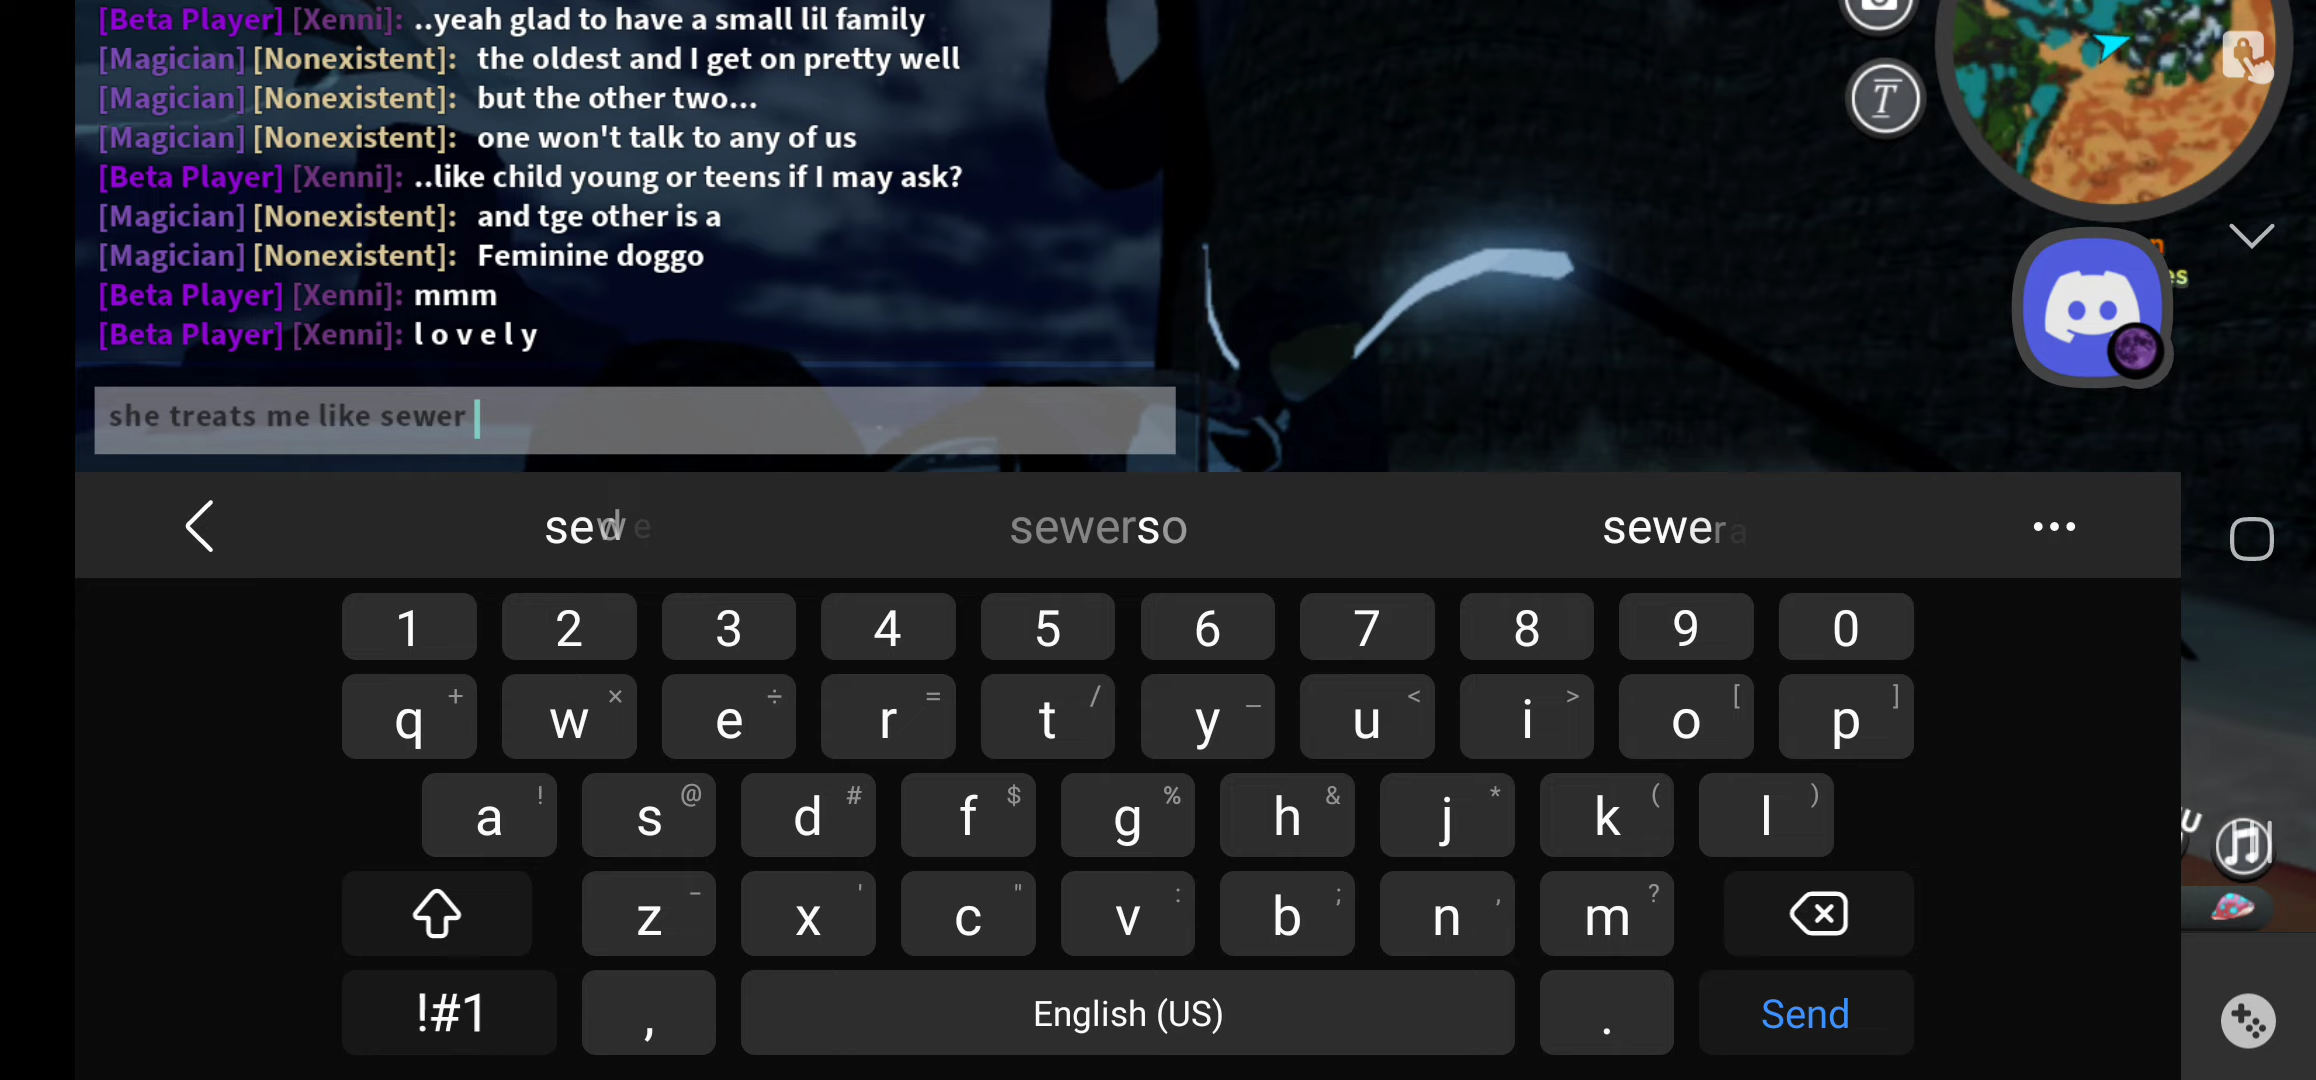 [Beta Player] [Xenni]: ..yeah glad to have a small lil family
[Magician] [Nonexistent]: the oldest and I get on pretty well
[Magician] [Nonexistent]: but the other two...
[Magician] [Nonexistent]: one won't talk to any of us
[Beta Player] [Xenni]: ..like child young or teens if I may ask?
[Magician] [Nonexistent]: and tge other is a
[Magician] [Nonexistent]: Feminine doggo
[Beta Player] [Xenni]: mmm
[Beta Player] [Xenni]: l o v e l y
T
she treats me like sewer
sewerso
1 2 3 4 5 6 7 8 9 0
q + w × e ÷ r = t / y _ u < i > o [ p ]
a ! s @ d # f $ g % h & j * k ( l )
z - x ' c " v : b ; n , m ?
!#1 , English (US) . Send